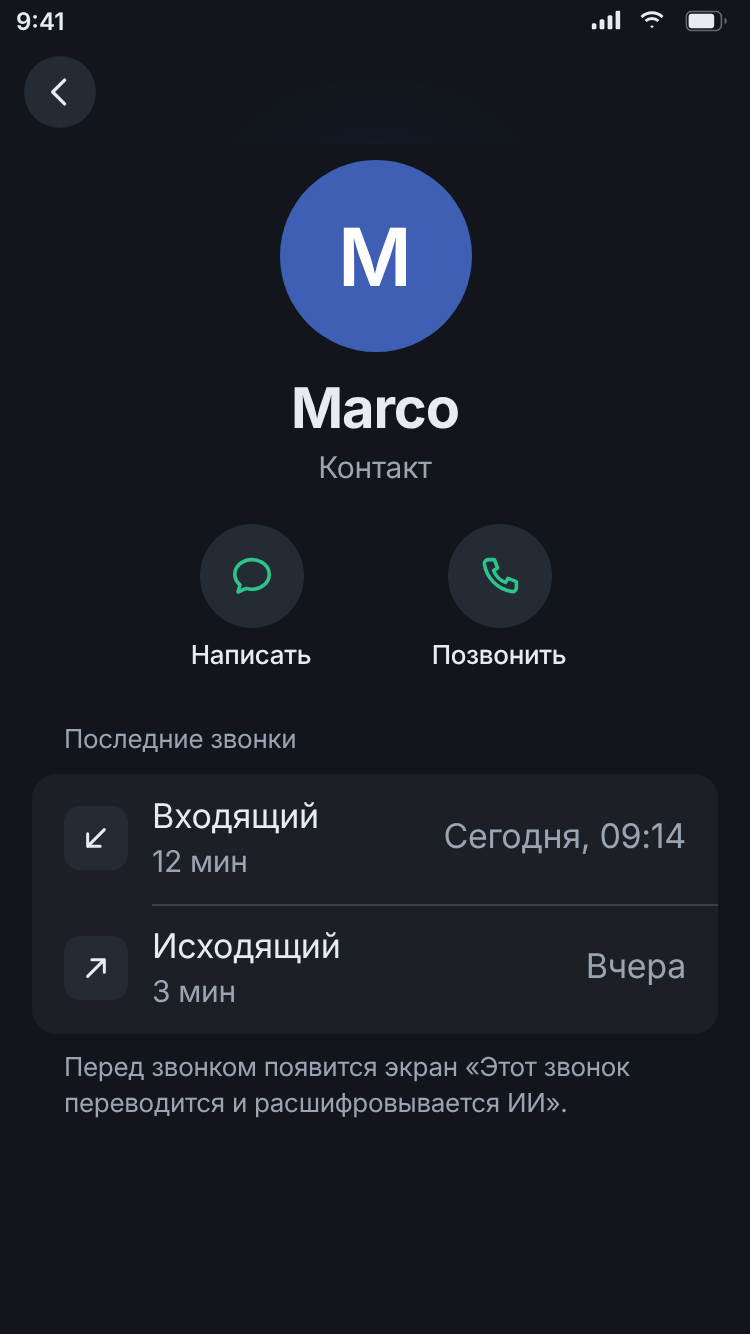 9:41
M
Marco
Контакт
Написать
Позвонить
Последние звонки
Входящий
12 мин
Сегодня, 09:14
Исходящий
3 мин
Вчера
Перед звонком появится экран «Этот звонок
переводится и расшифровывается ИИ».